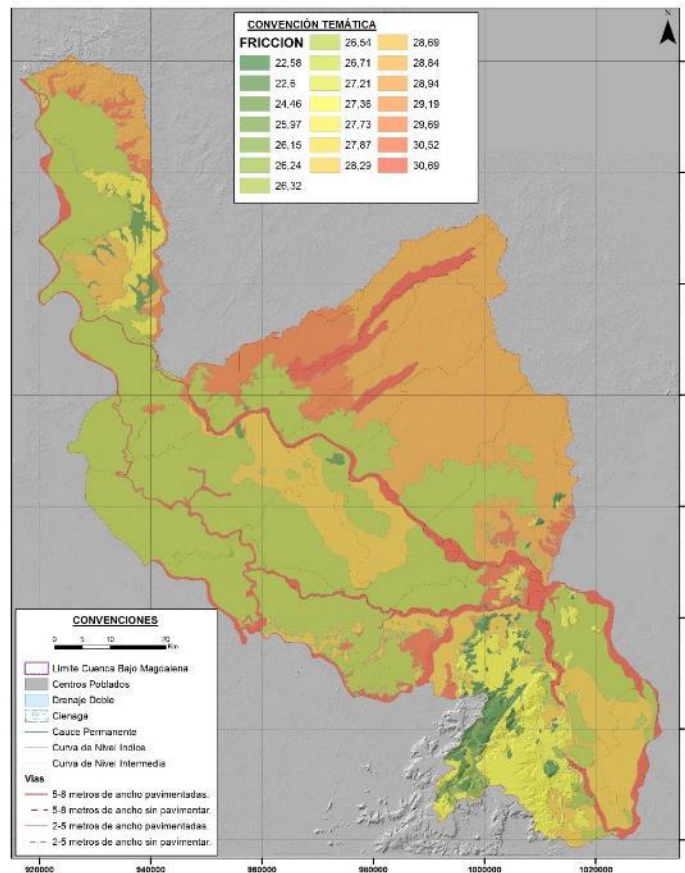 N
CONVENCIÓN TEMÁTICA
FRICCION
22,58
22,6
24,46
25,97
26,15
26,24
26,32
26,54
26,71
27,21
27,36
27,73
27,87
28,29
28,69
28,84
28,94
29,19
29,69
30,52
30,69
CONVENCIONES
0 5 10 20
Km
Limite Cuenca Bajo Magdalena
Centros Poblados
Drenaje Doble
Cienaga
Cauce Permanente
Curva de Nivel Indice
Curva de Nivel Intermedia
Vias
5-8 metros de ancho pavimentadas.
5-8 metros de ancho sin pavimentar.
2-5 metros de ancho pavimentadas.
2-5 metros de ancho sin pavimentar.
920000 940000 960000 980000 1000000 1020000